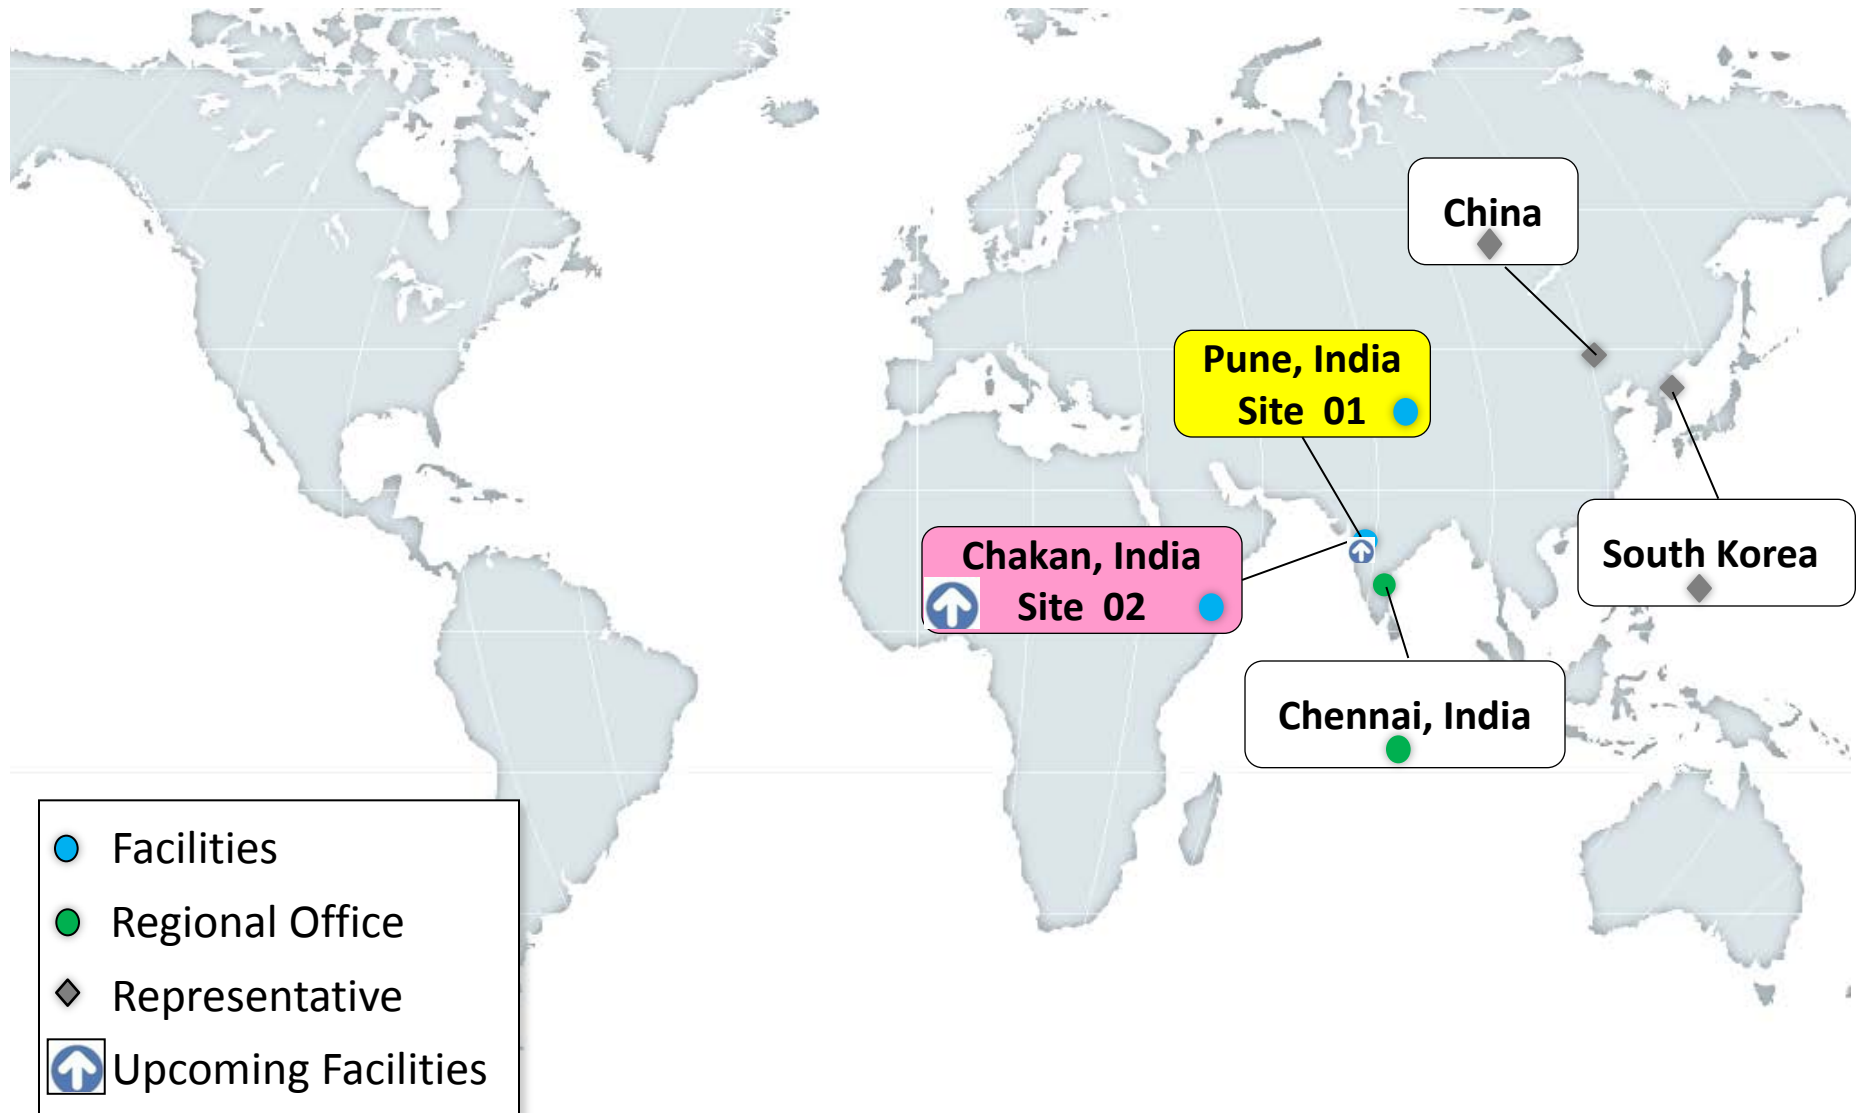 China
Pune, India
Site 01
Chakan, India
Site 02
South Korea
Chennai, India
Facilities
Regional Office
Representative
Upcoming Facilities